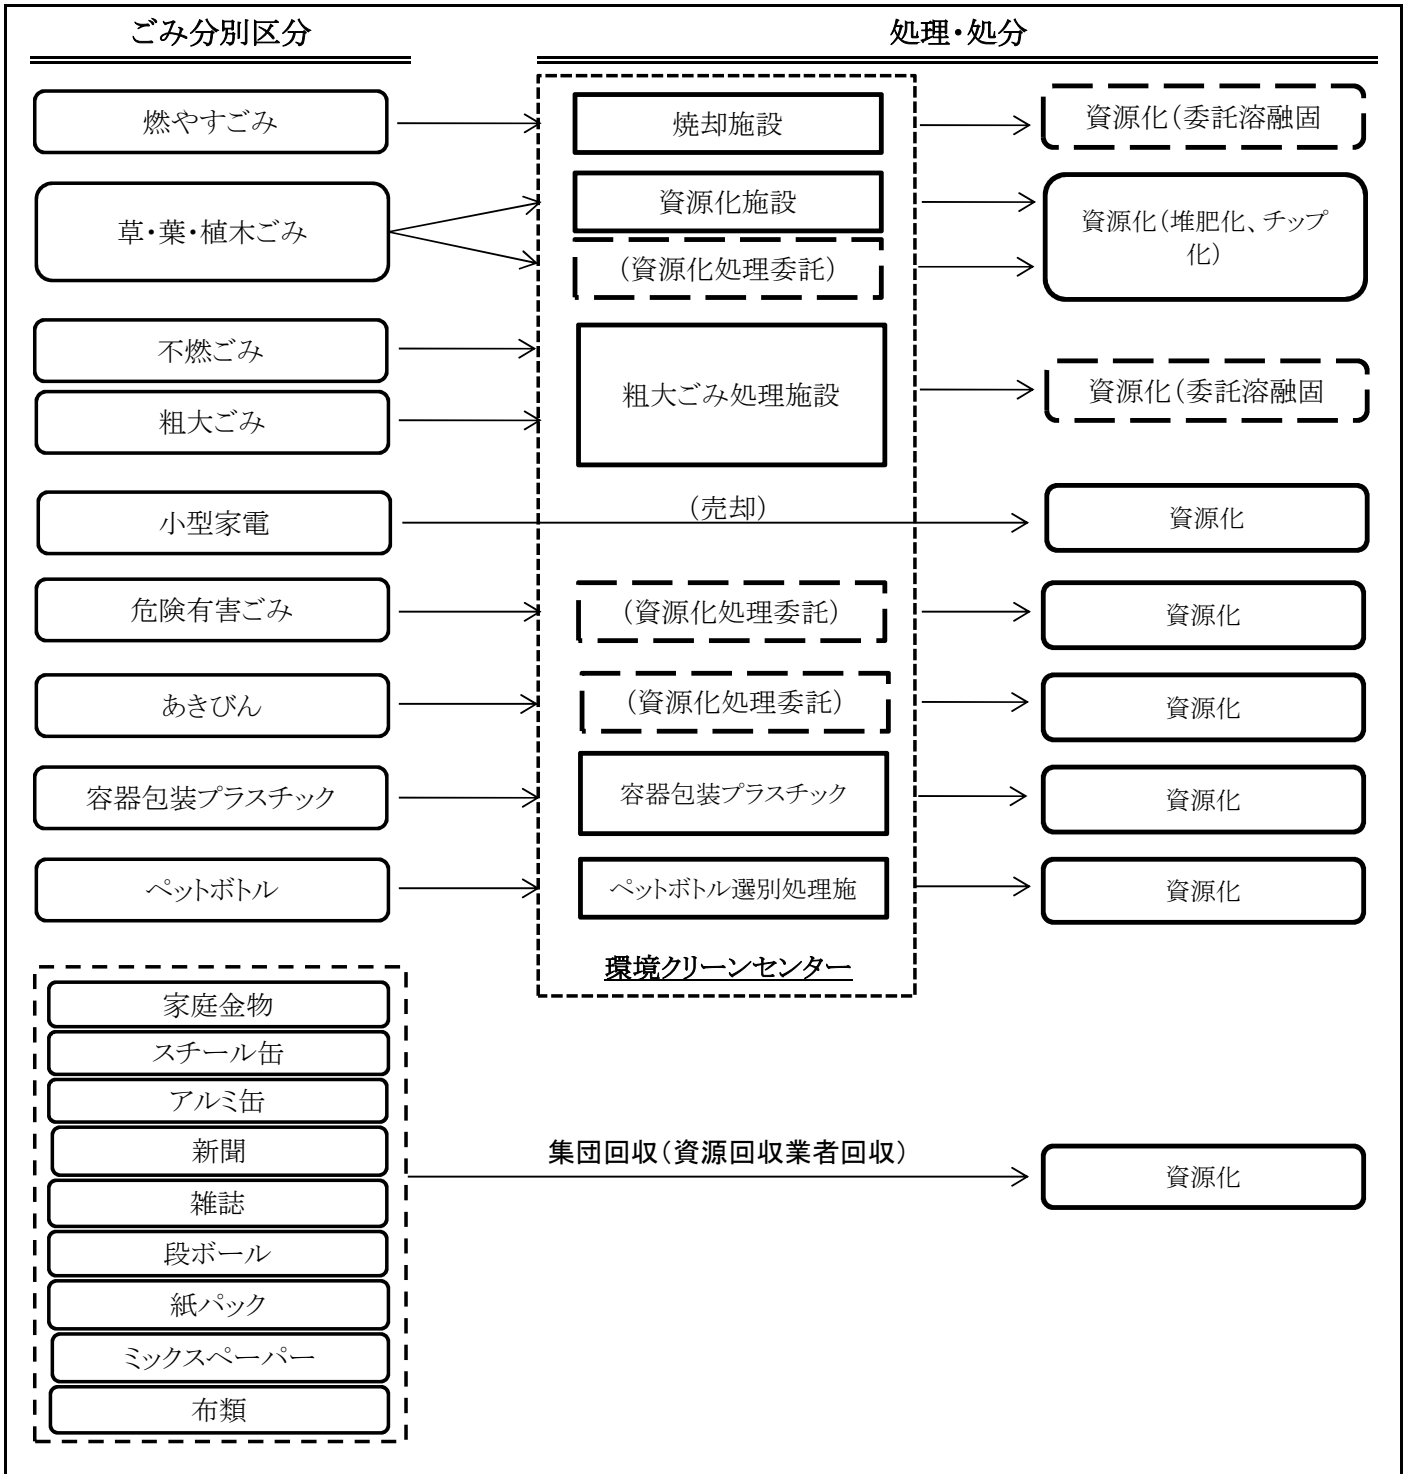 ごみ分別区分
処理・処分
燃やすごみ
焼却施設
資源化(委託溶融固
草・葉・植木ごみ
資源化施設
(資源化処理委託)
資源化(堆肥化、チップ
化)
不燃ごみ
粗大ごみ
粗大ごみ処理施設
資源化(委託溶融固
小型家電
(売却)
資源化
危険有害ごみ
(資源化処理委託)
資源化
あきびん
(資源化処理委託)
資源化
容器包装プラスチック
容器包装プラスチック
資源化
ペットボトル
ペットボトル選別処理施
資源化
環境クリーンセンター
家庭金物
スチール缶
アルミ缶
新聞
雑誌
段ボール
紙パック
ミックスペーパー
布類
集団回収(資源回収業者回収)
資源化